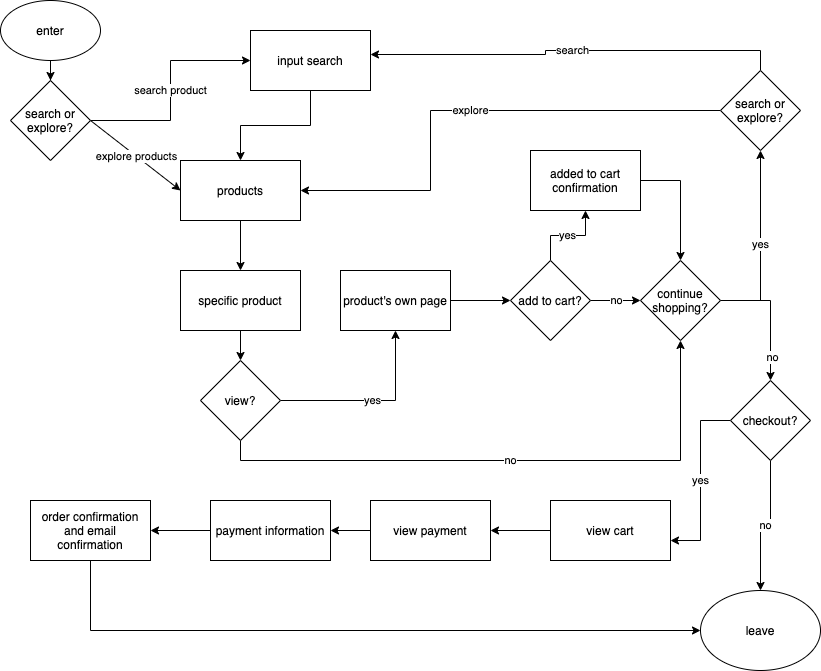 enter
input search
search
search product
search or
explore?
search or
explore?
explore
explore products
products
added to cart
confirmation
yes
yes
specific product
product's own page
add to cart?
no
continue
shopping?
no
view?
yes
checkout?
no
yes
order confirmation
and email
confirmation
payment information
view payment
view cart
no
leave